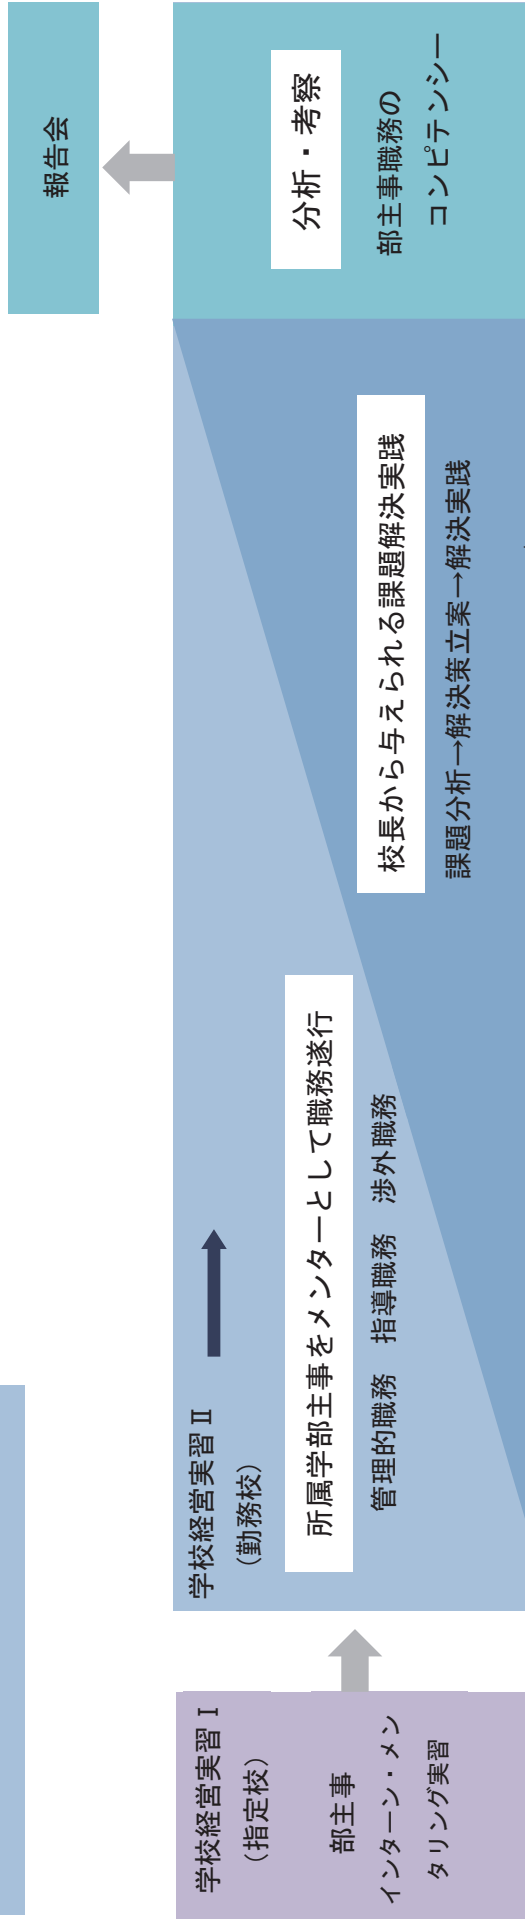 学校経営実習Ⅰ
（指定校）
部主事
インターン・メン
タリング実習
学校経営実習Ⅱ
（勤務校）
所属学部主事をメンターとして職務遂行
管理的職務　指導職務　渉外職務
校長から与えられる課題解決実践
課題分析→解決策立案→解決実践
分析・考察
部主事職務の
コンピテンシー
報告会